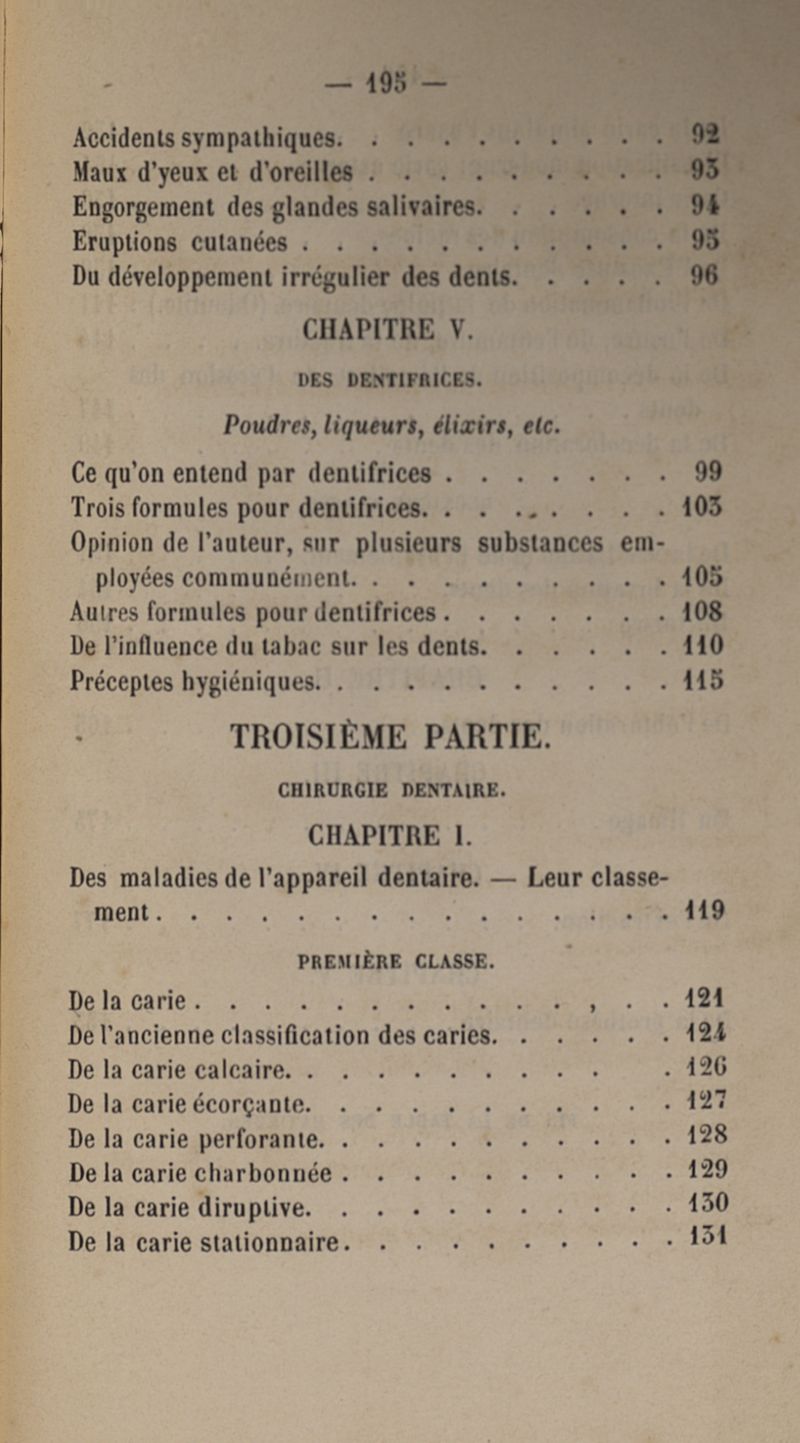 — 195 —
Accidents sympathiques. . . . . . . . . . 92
Maux d'yeux et d'oreilles . . . . . . . . . 93
Engorgement des glandes salivaires. . . . . . 94
Eruptions cutanées . . . . . . . . . . . 95
Du développement irrégulier des dents. . . . . 96
CHAPITRE V.
DES DENTIFRICES.
Poudres, liqueurs, élixirs, etc.
Ce qu'on entend par dentifrices . . . . . . . 99
Trois formules pour dentifrices. . . . . . . . 103
Opinion de l'auteur, sur plusieurs substances em-
ployées communément. . . . . . . . . . 105
Autres formules pour dentifrices . . . . . . . 108
De l'influence du tabac sur les dents. . . . . . 110
Préceptes hygiéniques. . . . . . . . . . . 115
TROISIÈME PARTIE.
CHIRURGIE DENTAIRE.
CHAPITRE I.
Des maladies de l'appareil dentaire. — Leur classe-
ment . . . . . . . . . . . . . . . 119
PREMIÈRE CLASSE.
De la carie . . . . . . . . . . . . , . . 121
De l'ancienne classification des caries. . . . . . 124
De la carie calcaire. . . . . . . . . . . 126
De la carie écorçante. . . . . . . . . . . 127
De la carie perforante. . . . . . . . . . . 128
De la carie charbonnée . . . . . . . . . . 129
De la carie diruptive. . . . . . . . . . . 130
De la carie stationnaire . . . . . . . . . . 131